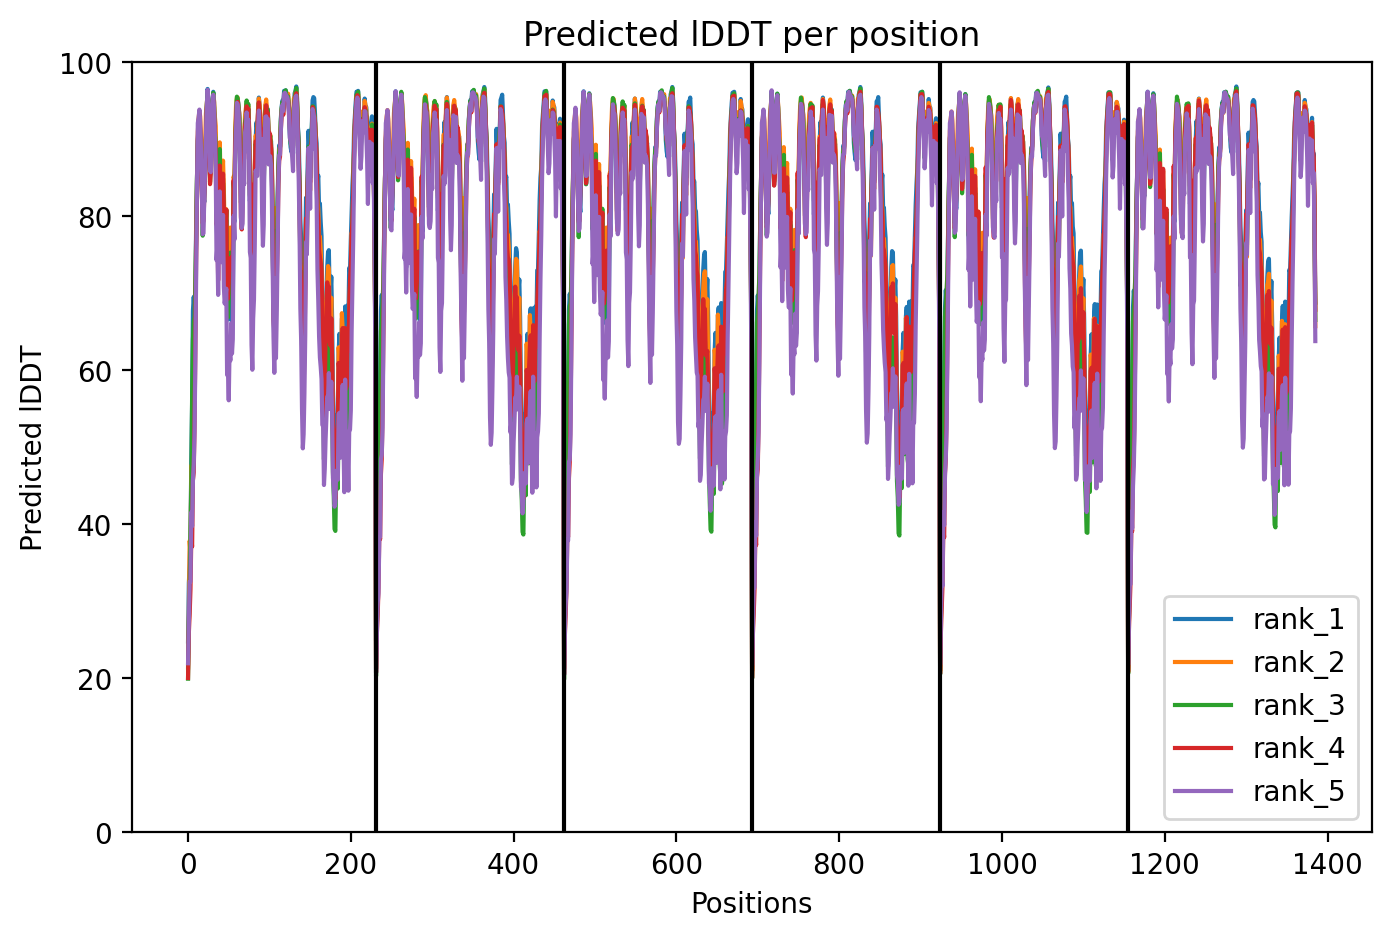 Predicted lDDT per position
100
80
60
40
20
0
Predicted lDDT
0 200 400 600 800 1000 1200 1400
Positions
rank_1
rank_2
rank_3
rank_4
rank_5